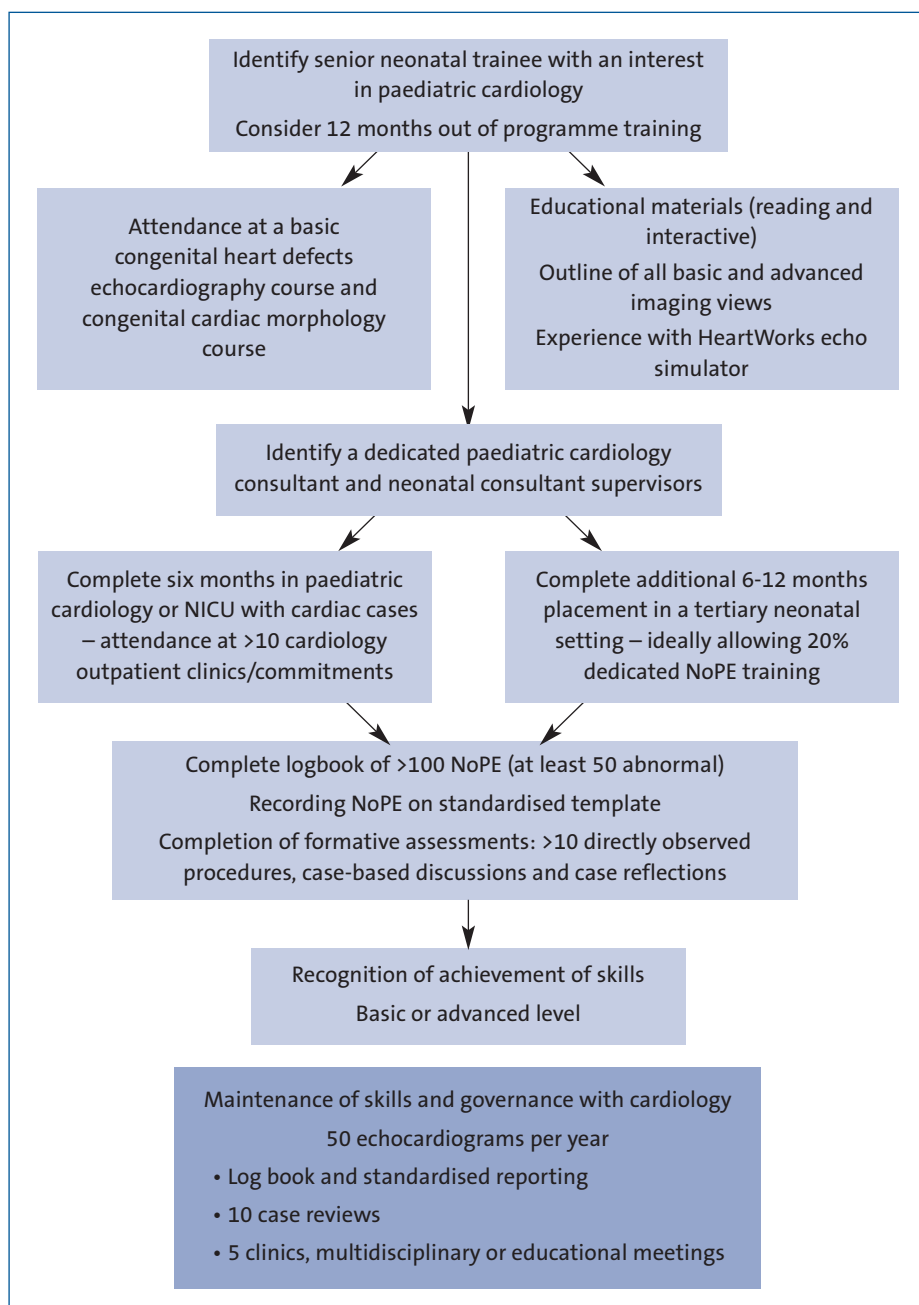 Identify senior neonatal trainee with an interest
in paediatric cardiology
Consider 12 months out of programme training
Attendance at a basic
congenital heart defects
echocardiography course and
congenital cardiac morphology
course
Educational materials (reading and
interactive)
Outline of all basic and advanced
imaging views
Experience with HeartWorks echo
simulator
Identify a dedicated paediatric cardiology
consultant and neonatal consultant supervisors
Complete six months in paediatric
cardiology or NICU with cardiac cases
– attendance at >10 cardiology
outpatient clinics/commitments
Complete additional 6-12 months
placement in a tertiary neonatal
setting – ideally allowing 20%
dedicated NoPE training
Complete logbook of >100 NoPE (at least 50 abnormal)
Recording NoPE on standardised template
Completion of formative assessments: >10 directly observed
procedures, case-based discussions and case reflections
Recognition of achievement of skills
Basic or advanced level
Maintenance of skills and governance with cardiology
50 echocardiograms per year
• Log book and standardised reporting
• 10 case reviews
• 5 clinics, multidisciplinary or educational meetings